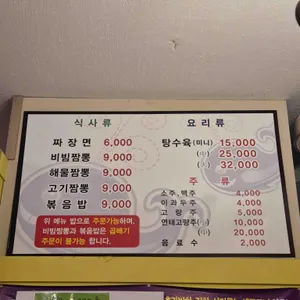 식 사 류
짜 장 면 6,000
비빔짬뽕 9,000
해물짬뽕 9,000
고기짬뽕 9,000
볶 음 밥 9,000
위 메뉴 밥으로 주문가능하며,
비빔짬뽕과 볶음밥은 곱빼기
주문이 불가능 합니다.
요 리 류
탕수육 (미니) 15,000
(小) 25,000
(大) 32,000
주 류
소주,맥주 4,000
이과두주 4,000
고 량 주 5,000
연태고량주(小) 10,000
(中) 20,000
음 료 수 2,000